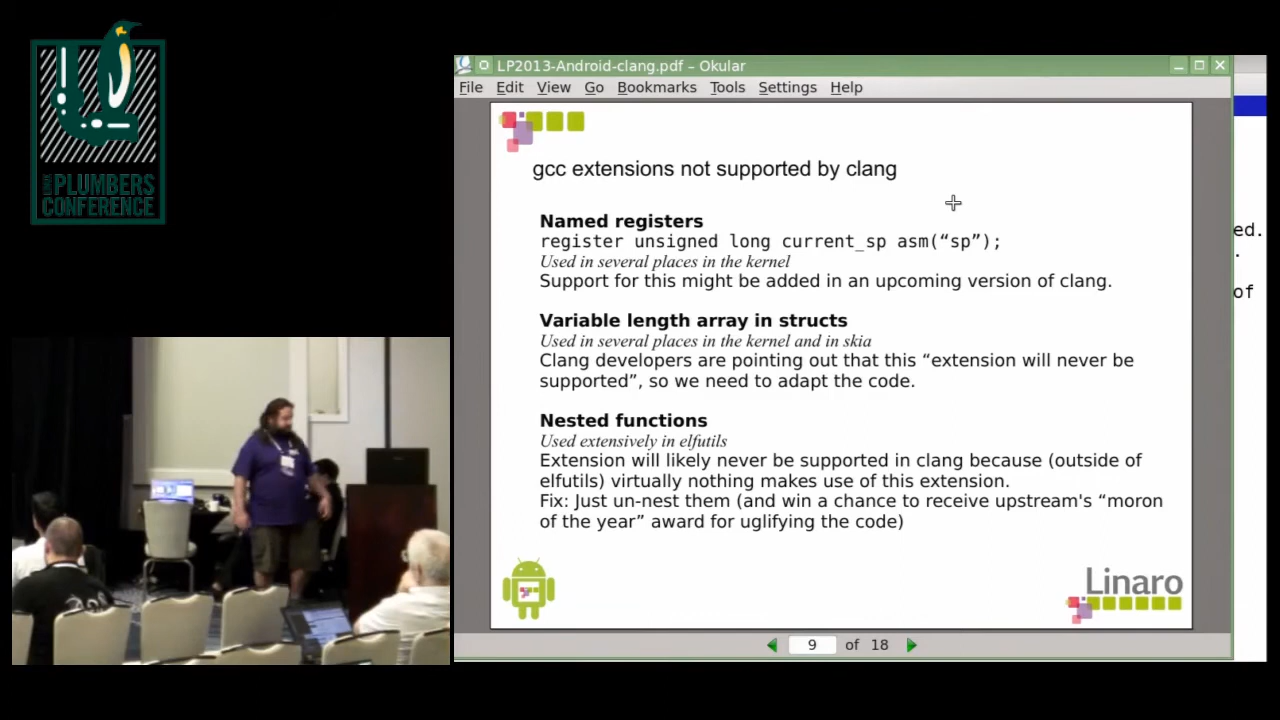 LINUX
PLUMBERS
CONFERENCE
LP2013-Android-clang.pdf – Okular
File Edit View Go Bookmarks Tools Settings Help
gcc extensions not supported by clang
Named registers
register unsigned long current_sp asm(“sp”);
Used in several places in the kernel
Support for this might be added in an upcoming version of clang.
Variable length array in structs
Used in several places in the kernel and in skia
Clang developers are pointing out that this “extension will never be
supported”, so we need to adapt the code.
Nested functions
Used extensively in elfutils
Extension will likely never be supported in clang because (outside of
elfutils) virtually nothing makes use of this extension.
Fix: Just un-nest them (and win a chance to receive upstream's “moron
of the year” award for uglifying the code)
Linaro
9 of 18
ed.
.
of